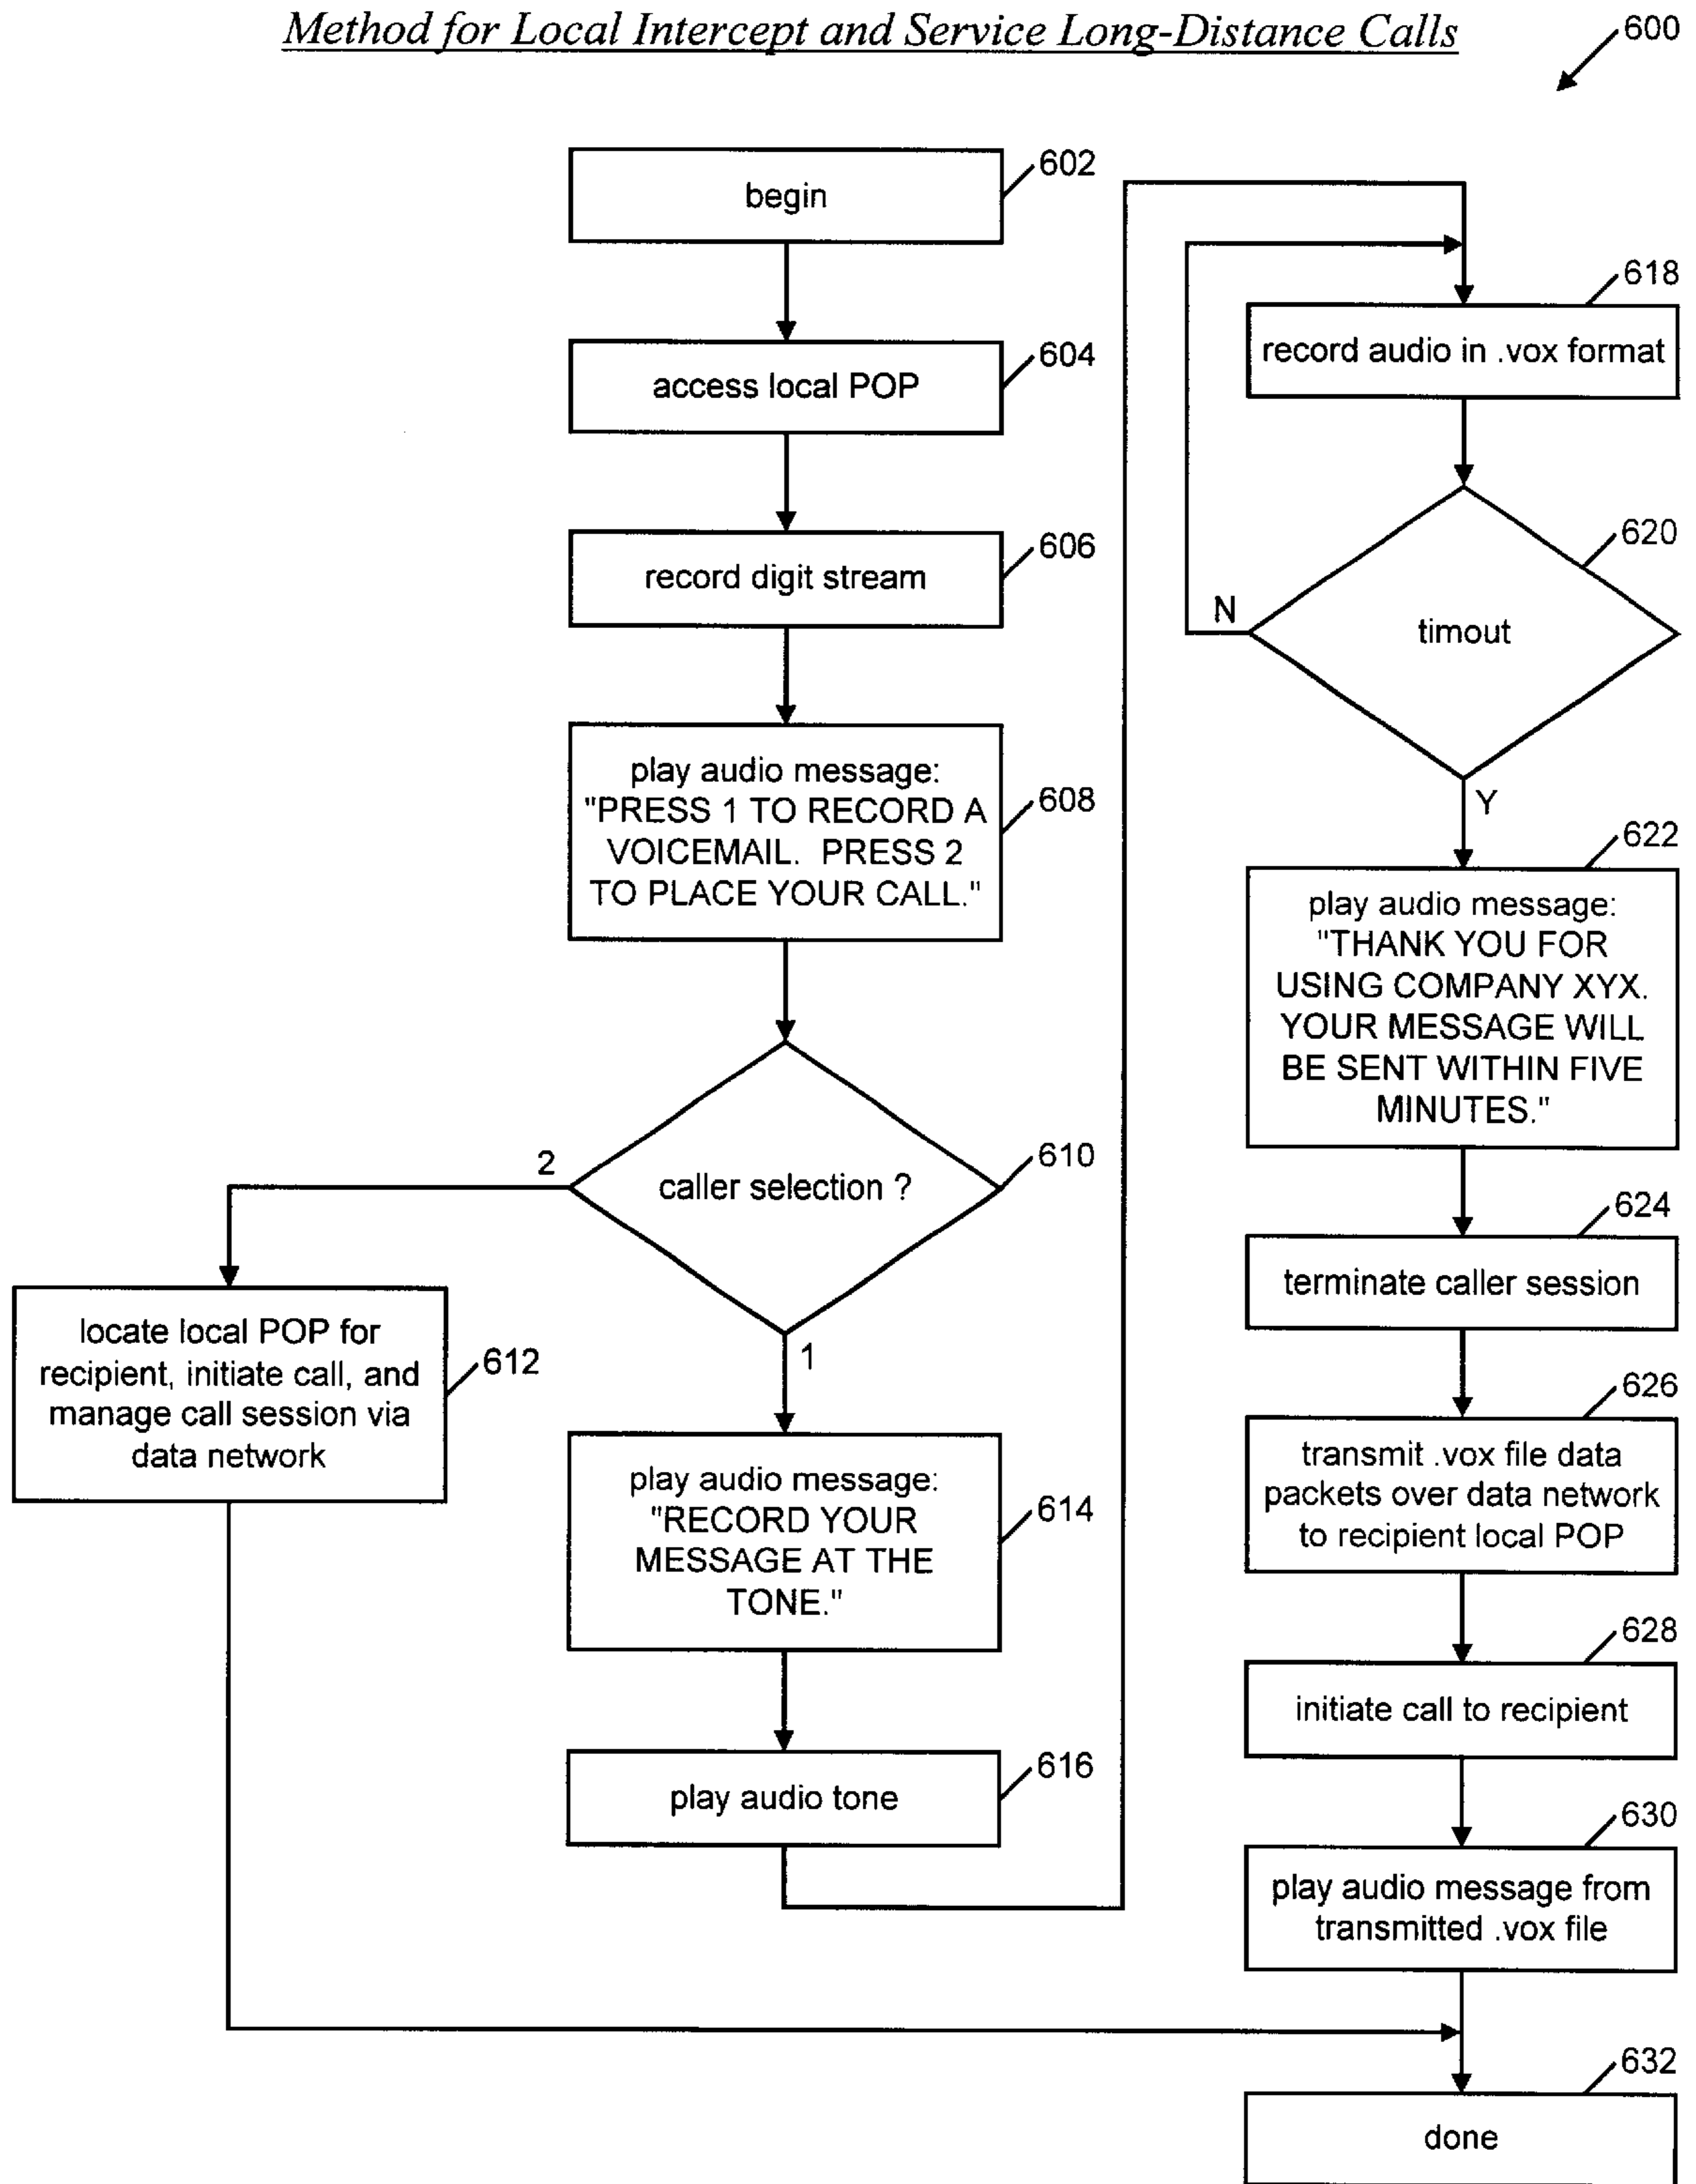 Method for Local Intercept and Service Long-Distance Calls
600
begin
602
access local POP
604
record digit stream
606
play audio message:
"PRESS 1 TO RECORD A
VOICEMAIL. PRESS 2
TO PLACE YOUR CALL."
608
caller selection ?
610
2
1
locate local POP for
recipient, initiate call, and
manage call session via
data network
612
play audio message:
"RECORD YOUR
MESSAGE AT THE
TONE."
614
play audio tone
616
618
record audio in .vox format
620
timout
N
Y
622
play audio message:
"THANK YOU FOR
USING COMPANY XYX.
YOUR MESSAGE WILL
BE SENT WITHIN FIVE
MINUTES."
624
terminate caller session
626
transmit .vox file data
packets over data network
to recipient local POP
628
initiate call to recipient
630
play audio message from
transmitted .vox file
632
done